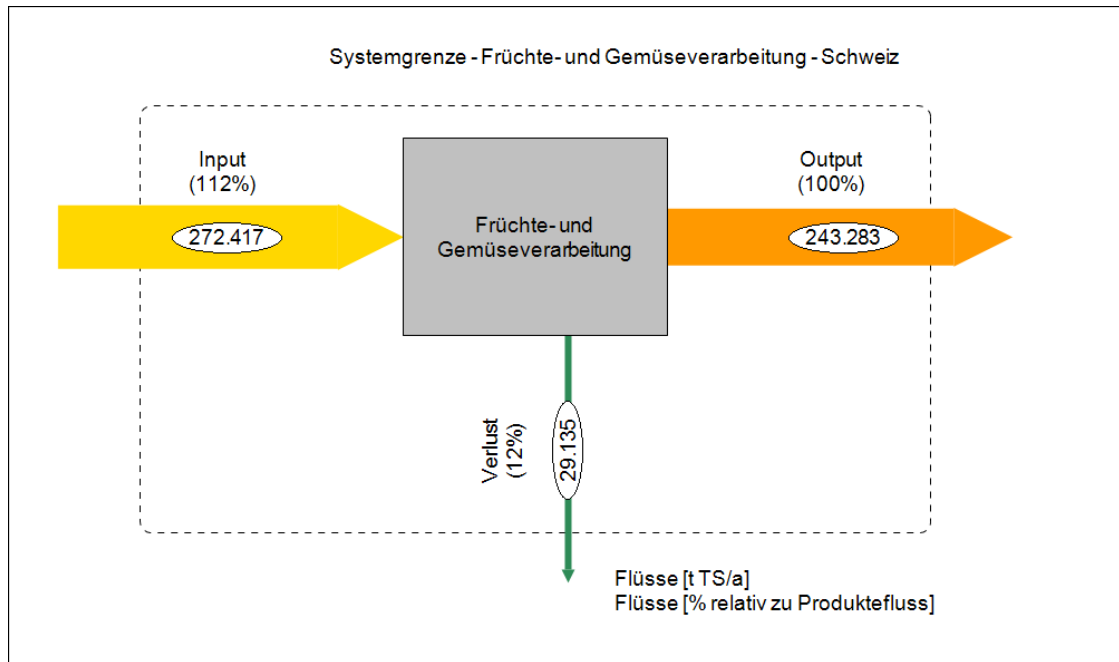 Systemgrenze - Früchte- und Gemüseverarbeitung - Schweiz
Input
(112%)
272.417
Früchte- und
Gemüseverarbeitung
Output
(100%)
243.283
Verlust
(12%)
29.135
Flüsse [t TS/a]
Flüsse [% relativ zu Produktefluss]